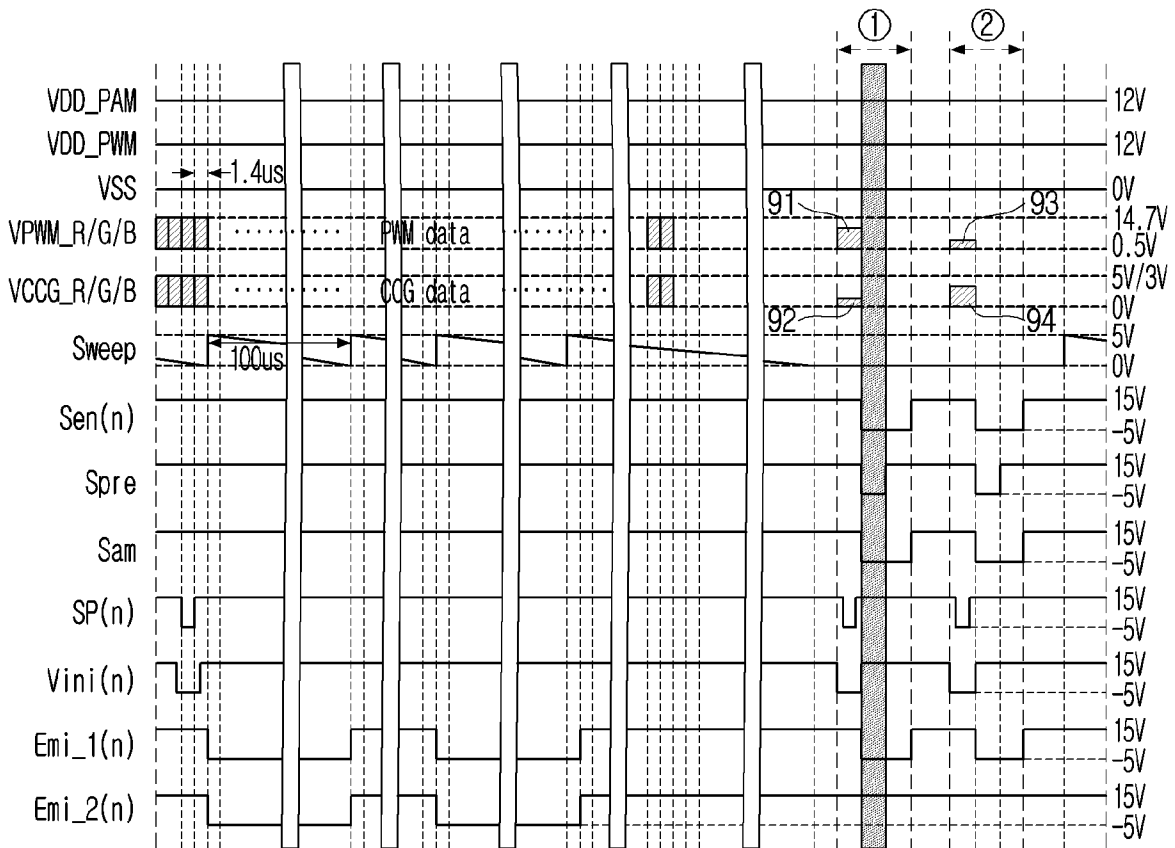 ① ②
VDD_PAM 12V
VDD_PWM 12V
1.4us
VSS 0V
91 93
VPWM_R/G/B PWM data 14.7V
0.5V
VCCG_R/G/B CCG data 5V/3V
0V
92 94
Sweep 100us 5V
0V
Sen(n) 15V
-5V
Spre 15V
-5V
Sam 15V
-5V
SP(n) 15V
-5V
Vini(n) 15V
-5V
Emi_1(n) 15V
-5V
Emi_2(n) 15V
-5V